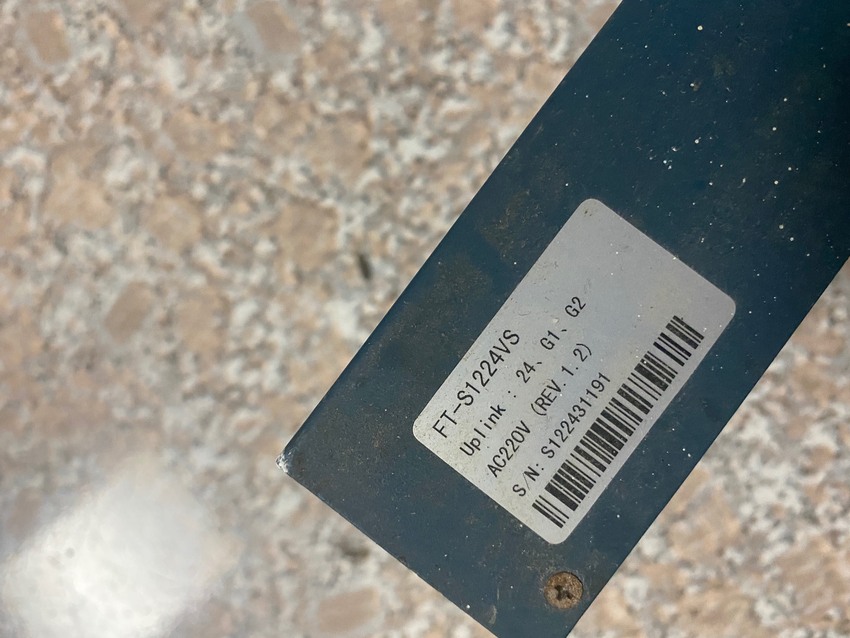 FT-S1224VS
Uplink : 24、G1、G2
AC220V (REV.1.2)
S/N: S122431191